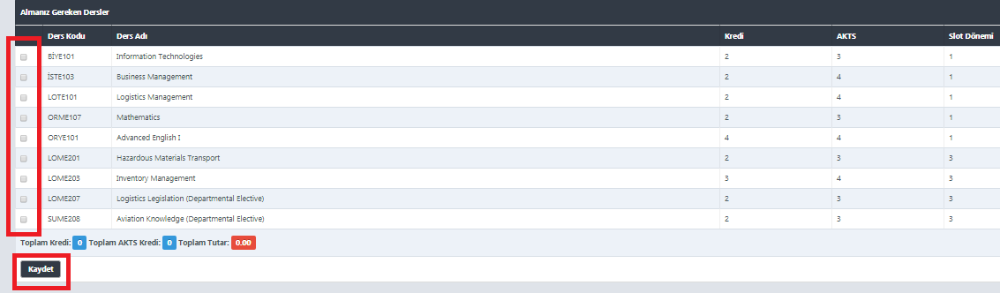 Almanız Gereken Dersler
Ders Kodu Ders Adı Kredi AKTS Slot Dönemi
BİYE101 Information Technologies 2 3 1
İSTE103 Business Management 2 4 1
LOTE101 Logistics Management 2 4 1
ORME107 Mathematics 2 3 1
ORYE101 Advanced English I 4 4 1
LOME201 Hazardous Materials Transport 2 3 3
LOME203 Inventory Management 3 4 3
LOME207 Logistics Legislation (Departmental Elective) 2 3 3
SUME208 Aviation Knowledge (Departmental Elective) 2 3 3
Toplam Kredi: 0 Toplam AKTS Kredi: 0 Toplam Tutar: 0.00
Kaydet